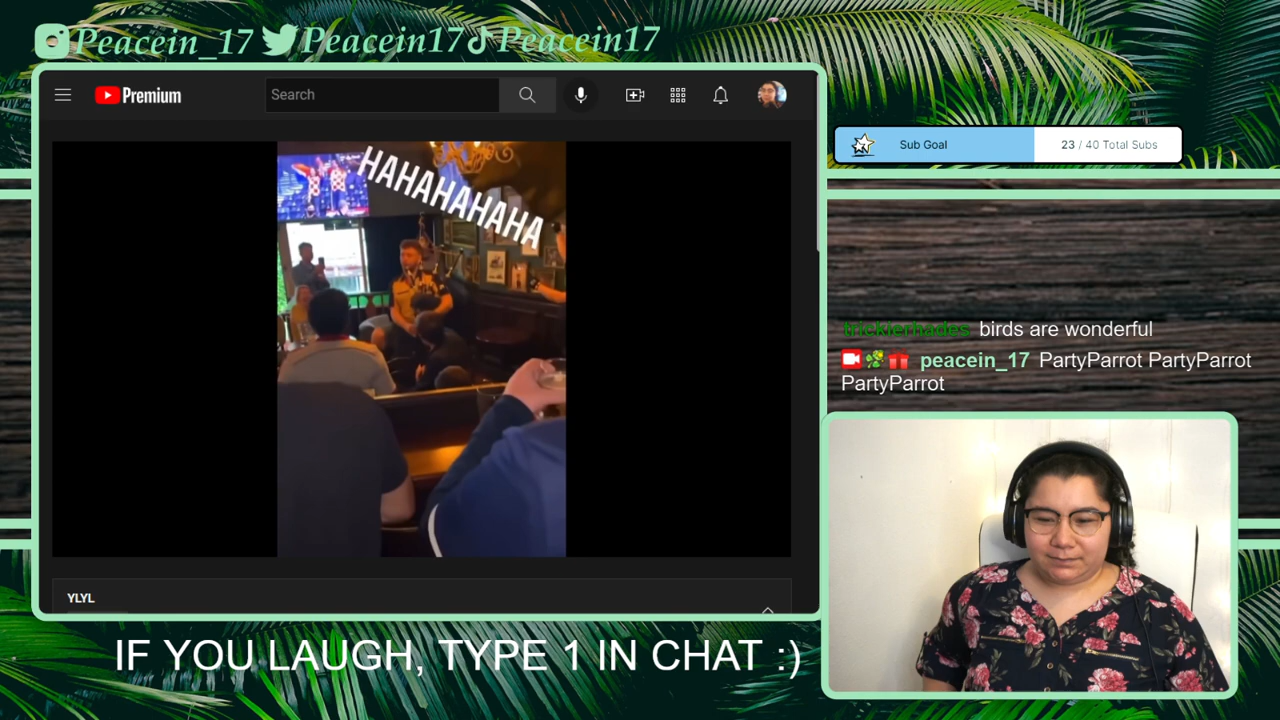 Peacein_17 Peacein17 Peacein17
Premium
Search
HAHAHAHAHA
YLYL
Sub Goal
23 / 40 Total Subs
trickierhades birds are wonderful
peacein_17 PartyParrot PartyParrot
PartyParrot
IF YOU LAUGH, TYPE 1 IN CHAT :)